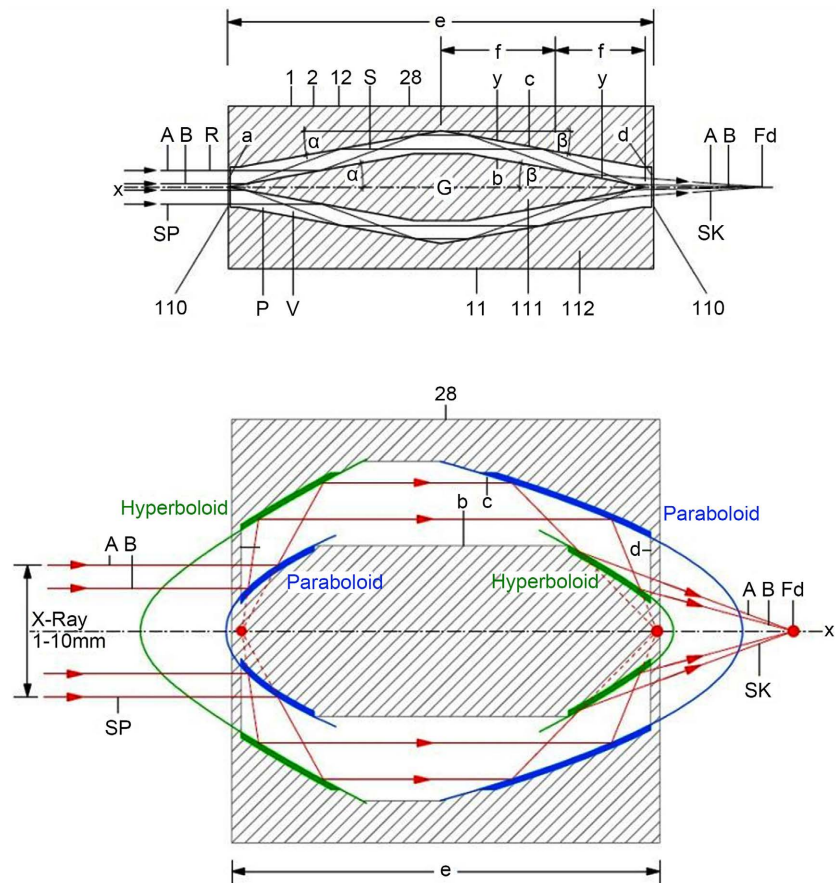 e
f f
1 2 12 S 28 y c y
A B R a α β d A B Fd
α b β
x G
SP SK
110 P V 11 111 112 110
28
Hyperboloid b c Paraboloid
A B Paraboloid Hyperboloid d A B Fd
X-Ray
1-10mm
x
SP SK
e